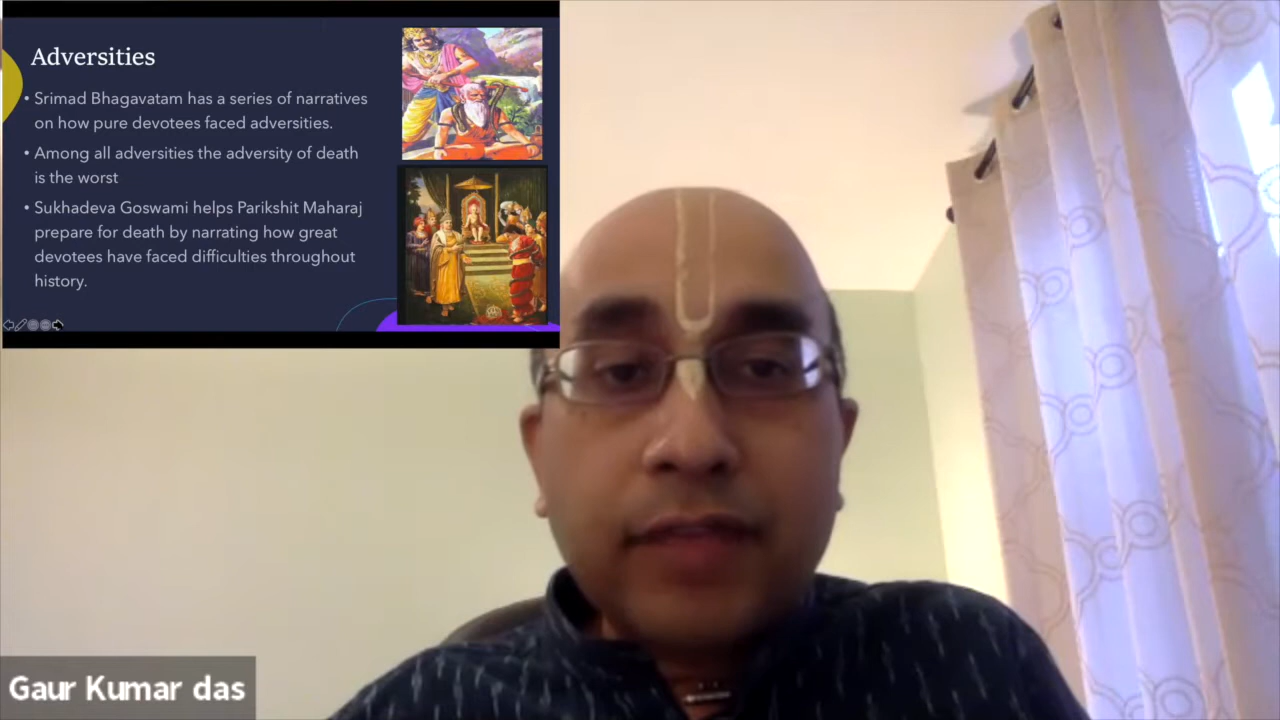 Adversities
• Srimad Bhagavatam has a series of narratives
on how pure devotees faced adversities.
• Among all adversities the adversity of death
is the worst
• Sukhadeva Goswami helps Parikshit Maharaj
prepare for death by narrating how great
devotees have faced difficulties throughout
history.
Gaur Kumar das